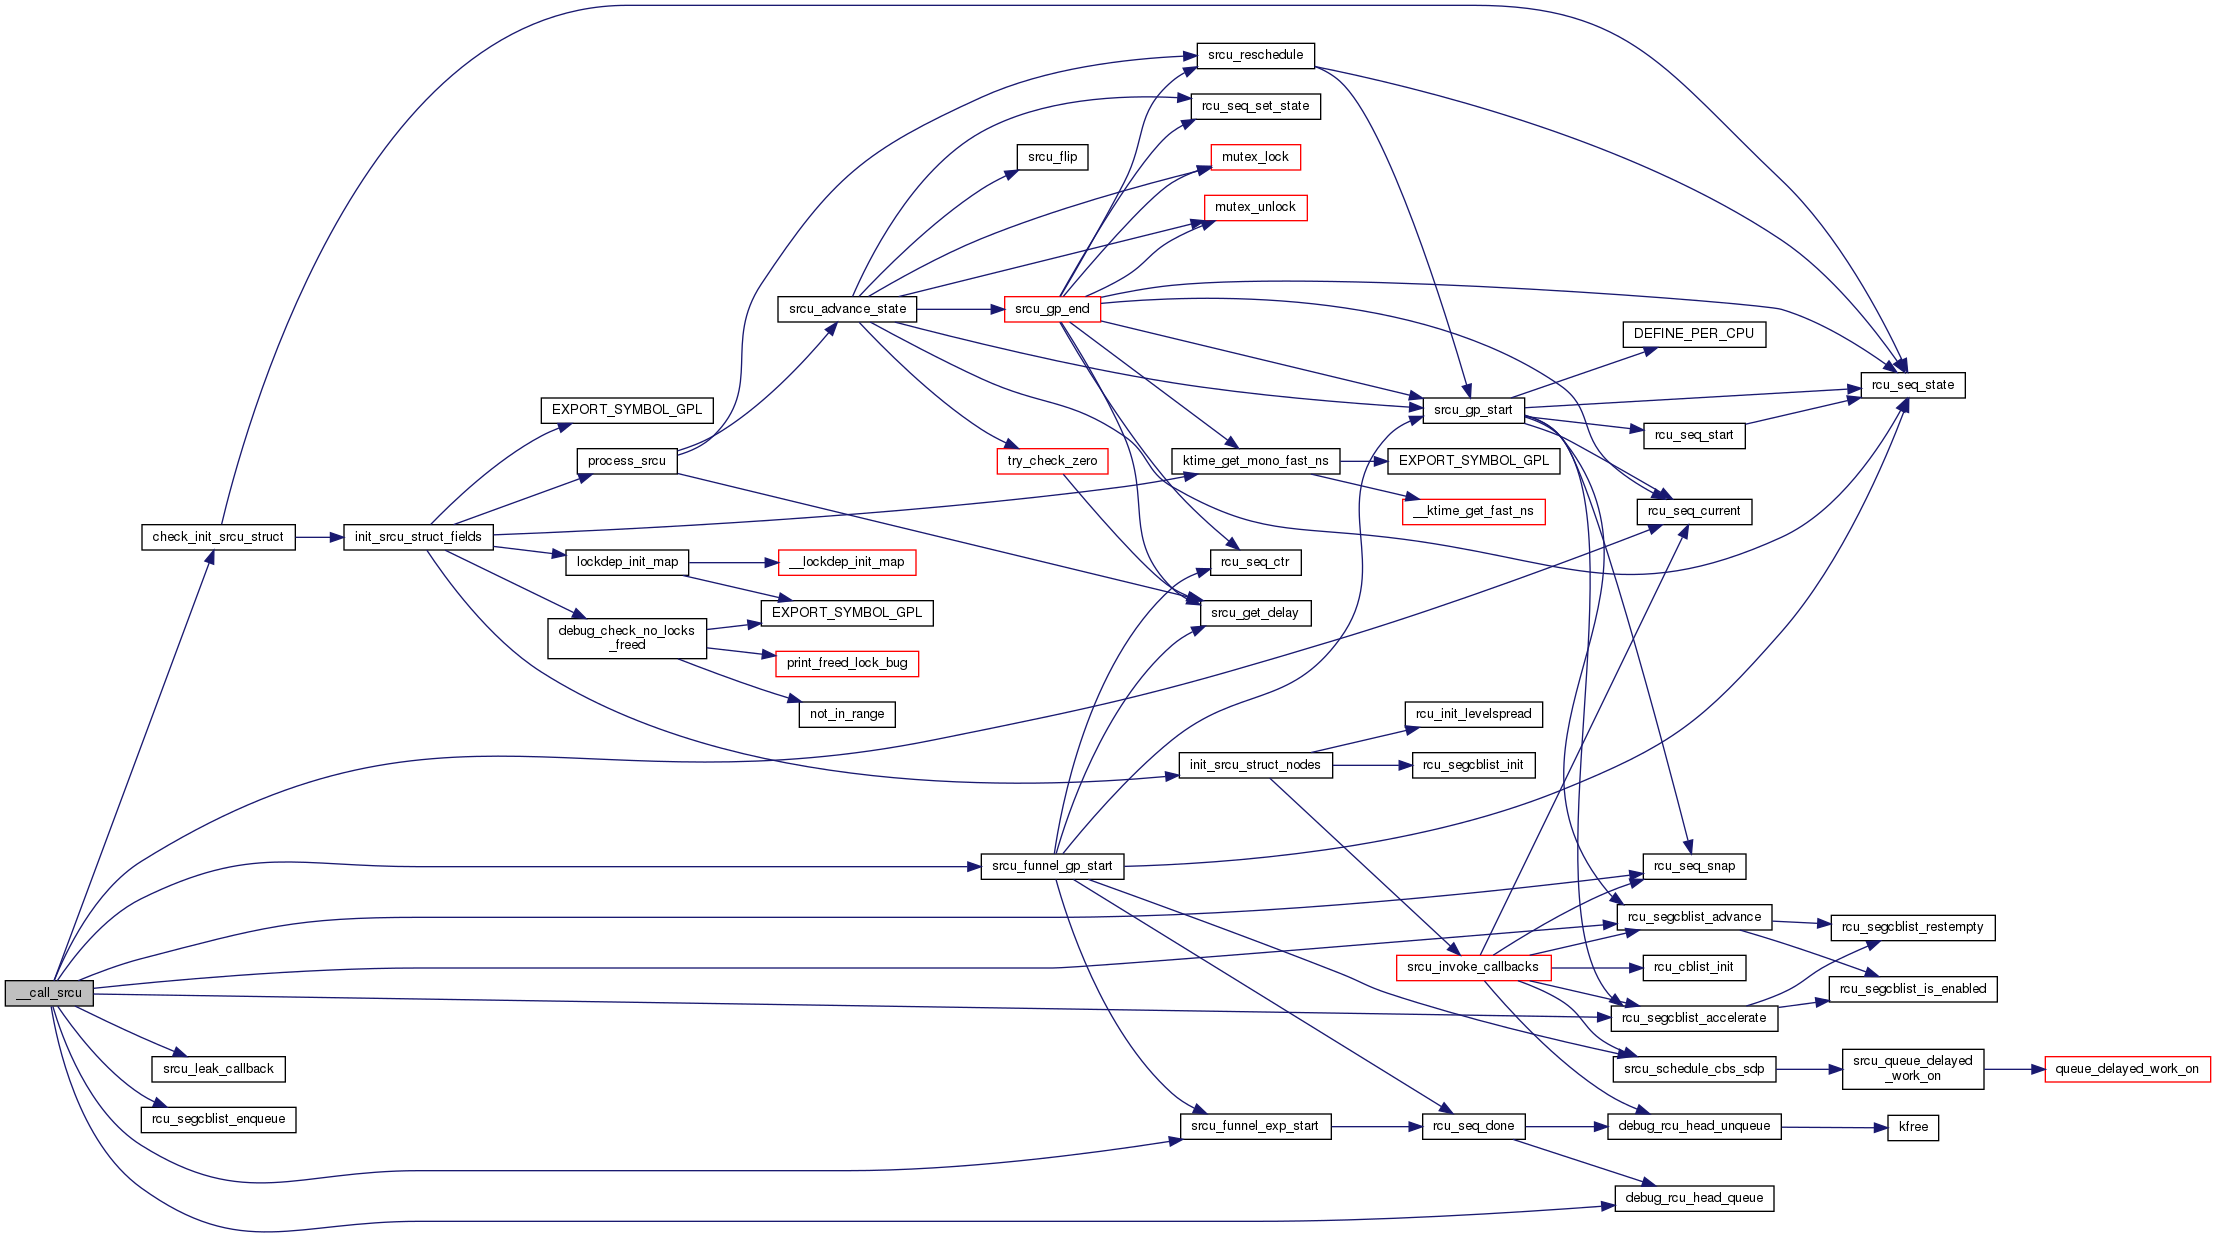 srcu_reschedule
rcu_seq_set_state
srcu_flip
mutex_lock
mutex_unlock
srcu_advance_state
srcu_gp_end
DEFINE_PER_CPU
rcu_seq_state
EXPORT_SYMBOL_GPL
srcu_gp_start
rcu_seq_start
process_srcu
try_check_zero
ktime_get_mono_fast_ns
EXPORT_SYMBOL_GPL
__ktime_get_fast_ns
rcu_seq_current
check_init_srcu_struct
init_srcu_struct_fields
lockdep_init_map
__lockdep_init_map
rcu_seq_ctr
EXPORT_SYMBOL_GPL
srcu_get_delay
debug_check_no_locks
_freed
print_freed_lock_bug
not_in_range
rcu_init_levelspread
init_srcu_struct_nodes
rcu_segcblist_init
srcu_funnel_gp_start
rcu_seq_snap
rcu_segcblist_advance
rcu_segcblist_restempty
srcu_invoke_callbacks
rcu_cblist_init
rcu_segcblist_is_enabled
__call_srcu
rcu_segcblist_accelerate
srcu_leak_callback
srcu_schedule_cbs_sdp
srcu_queue_delayed
_work_on
queue_delayed_work_on
rcu_segcblist_enqueue
srcu_funnel_exp_start
rcu_seq_done
debug_rcu_head_unqueue
kfree
debug_rcu_head_queue